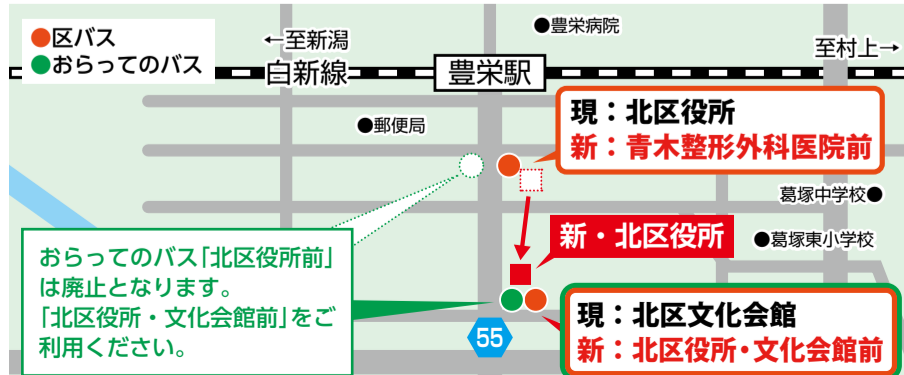 ●区バス
●おらってのバス
←至新潟
●豊栄病院
至村上→
白新線
豊栄駅
●郵便局
現：北区役所
新：青木整形外科医院前
葛塚中学校●
新・北区役所
●葛塚東小学校
おらってのバス「北区役所前」
は廃止となります。
「北区役所・文化会館前」をご
利用ください。
55
現：北区文化会館
新：北区役所・文化会館前